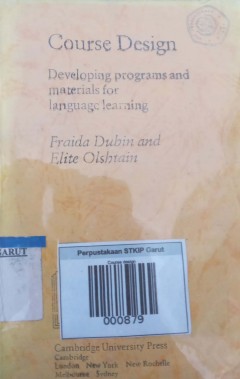 Course Design
Developing programs and
materials for
language learning
Fraida Dubin and
Elite Olshtain
GARUT
Perpustakaan STKIP Garut
000879
Cambridge University Press
Cambridge
London New York New Rochelle
Melbourne Sydney